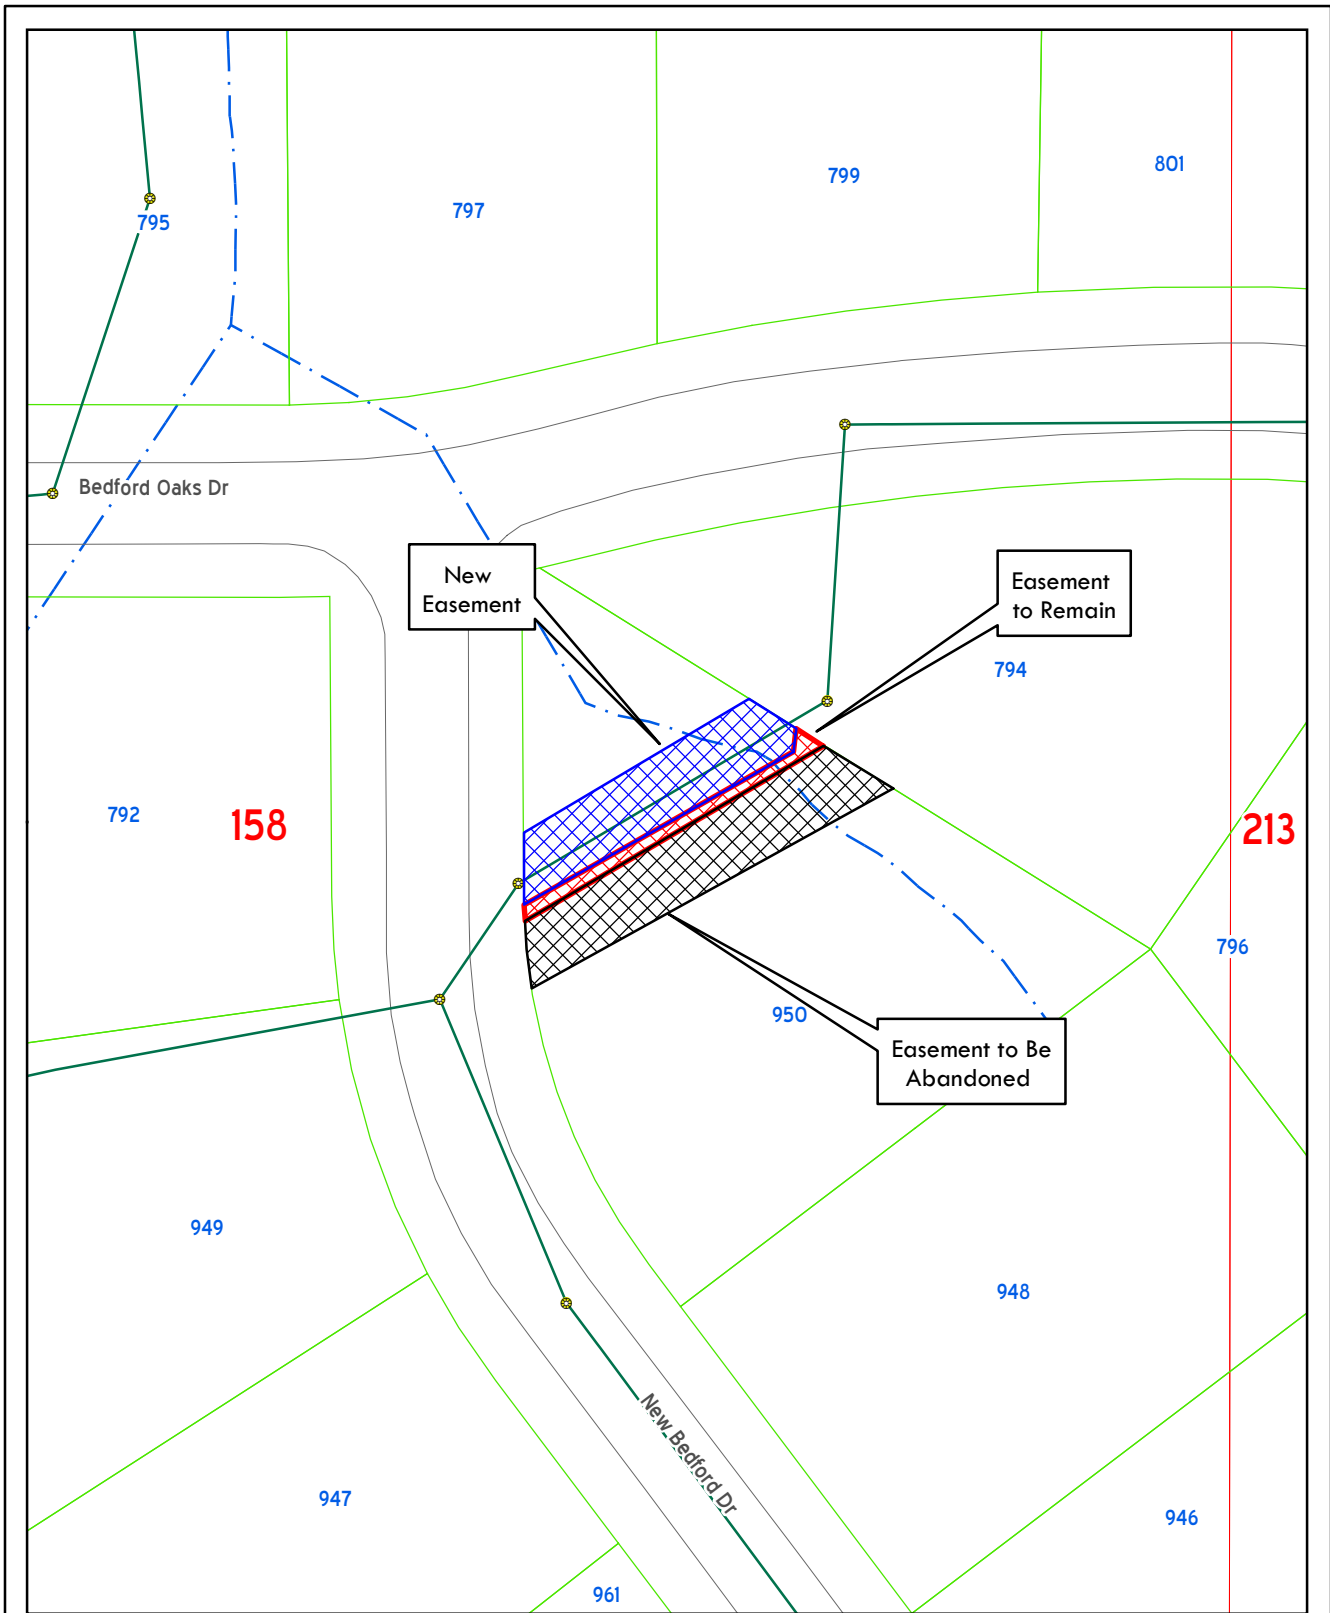 801
799
797
795
Bedford Oaks Dr
New
Easement
Easement
to Remain
794
792
158
213
796
950
Easement to Be
Abandoned
949
948
New Bedford Dr
947
946
961